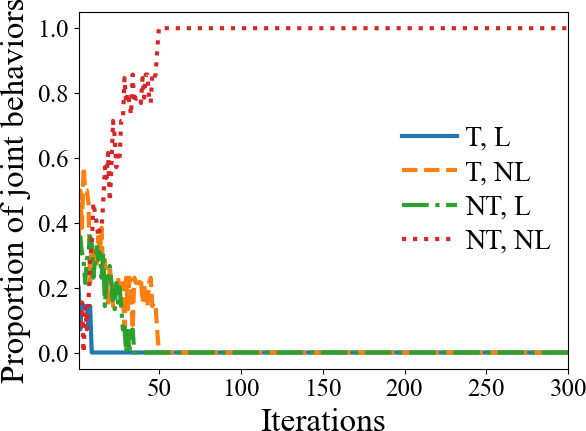 Proportion of joint behaviors
1.0
0.8
0.6
0.4
0.2
0.0
T, L
T, NL
NT, L
NT, NL
50 100 150 200 250 300
Iterations